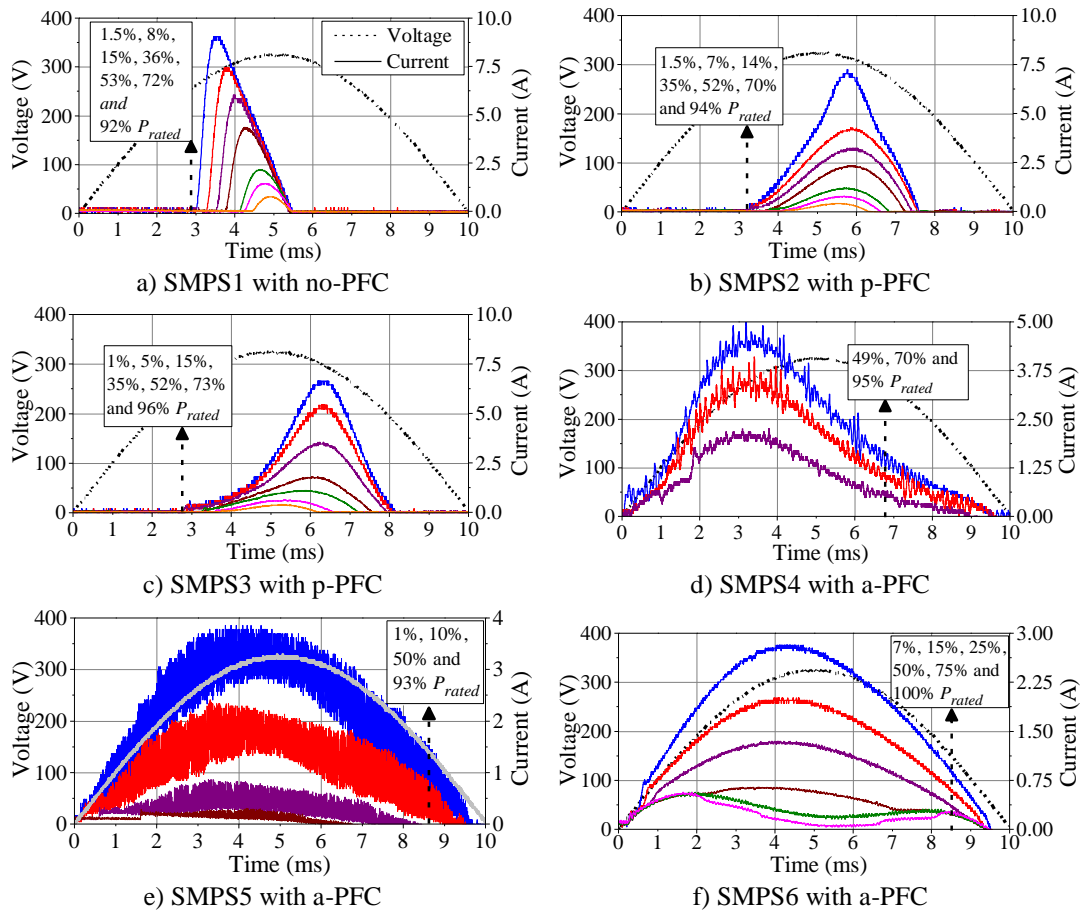 400
300
200
100
0
Voltage (V)
1.5%, 8%,
15%, 36%,
53%, 72%
and
92% P_rated
Voltage
Current
10.0
7.5
5.0
2.5
0.0
Current (A)
0 1 2 3 4 5 6 7 8 9 10
Time (ms)
a) SMPS1 with no-PFC
400
300
200
100
0
Voltage (V)
1.5%, 7%, 14%,
35%, 52%, 70%
and 94% P_rated
10.0
7.5
5.0
2.5
0.0
Current (A)
0 1 2 3 4 5 6 7 8 9 10
Time (ms)
b) SMPS2 with p-PFC
400
300
200
100
0
Voltage (V)
1%, 5%, 15%,
35%, 52%, 73%
and 96% P_rated
10.0
7.5
5.0
2.5
0.0
Current (A)
0 1 2 3 4 5 6 7 8 9 10
Time (ms)
c) SMPS3 with p-PFC
400
300
200
100
0
Voltage (V)
49%, 70% and
95% P_rated
5.00
3.75
2.50
1.25
0.00
Current (A)
0 1 2 3 4 5 6 7 8 9 10
Time (ms)
d) SMPS4 with a-PFC
400
300
200
100
0
Voltage (V)
1%, 10%,
50% and
93% P_rated
4
3
2
1
0
Current (A)
0 1 2 3 4 5 6 7 8 9 10
Time (ms)
e) SMPS5 with a-PFC
400
300
200
100
0
Voltage (V)
7%, 15%, 25%,
50%, 75% and
100% P_rated
3.00
2.25
1.50
0.75
0.00
Current (A)
0 1 2 3 4 5 6 7 8 9 10
Time (ms)
f) SMPS6 with a-PFC